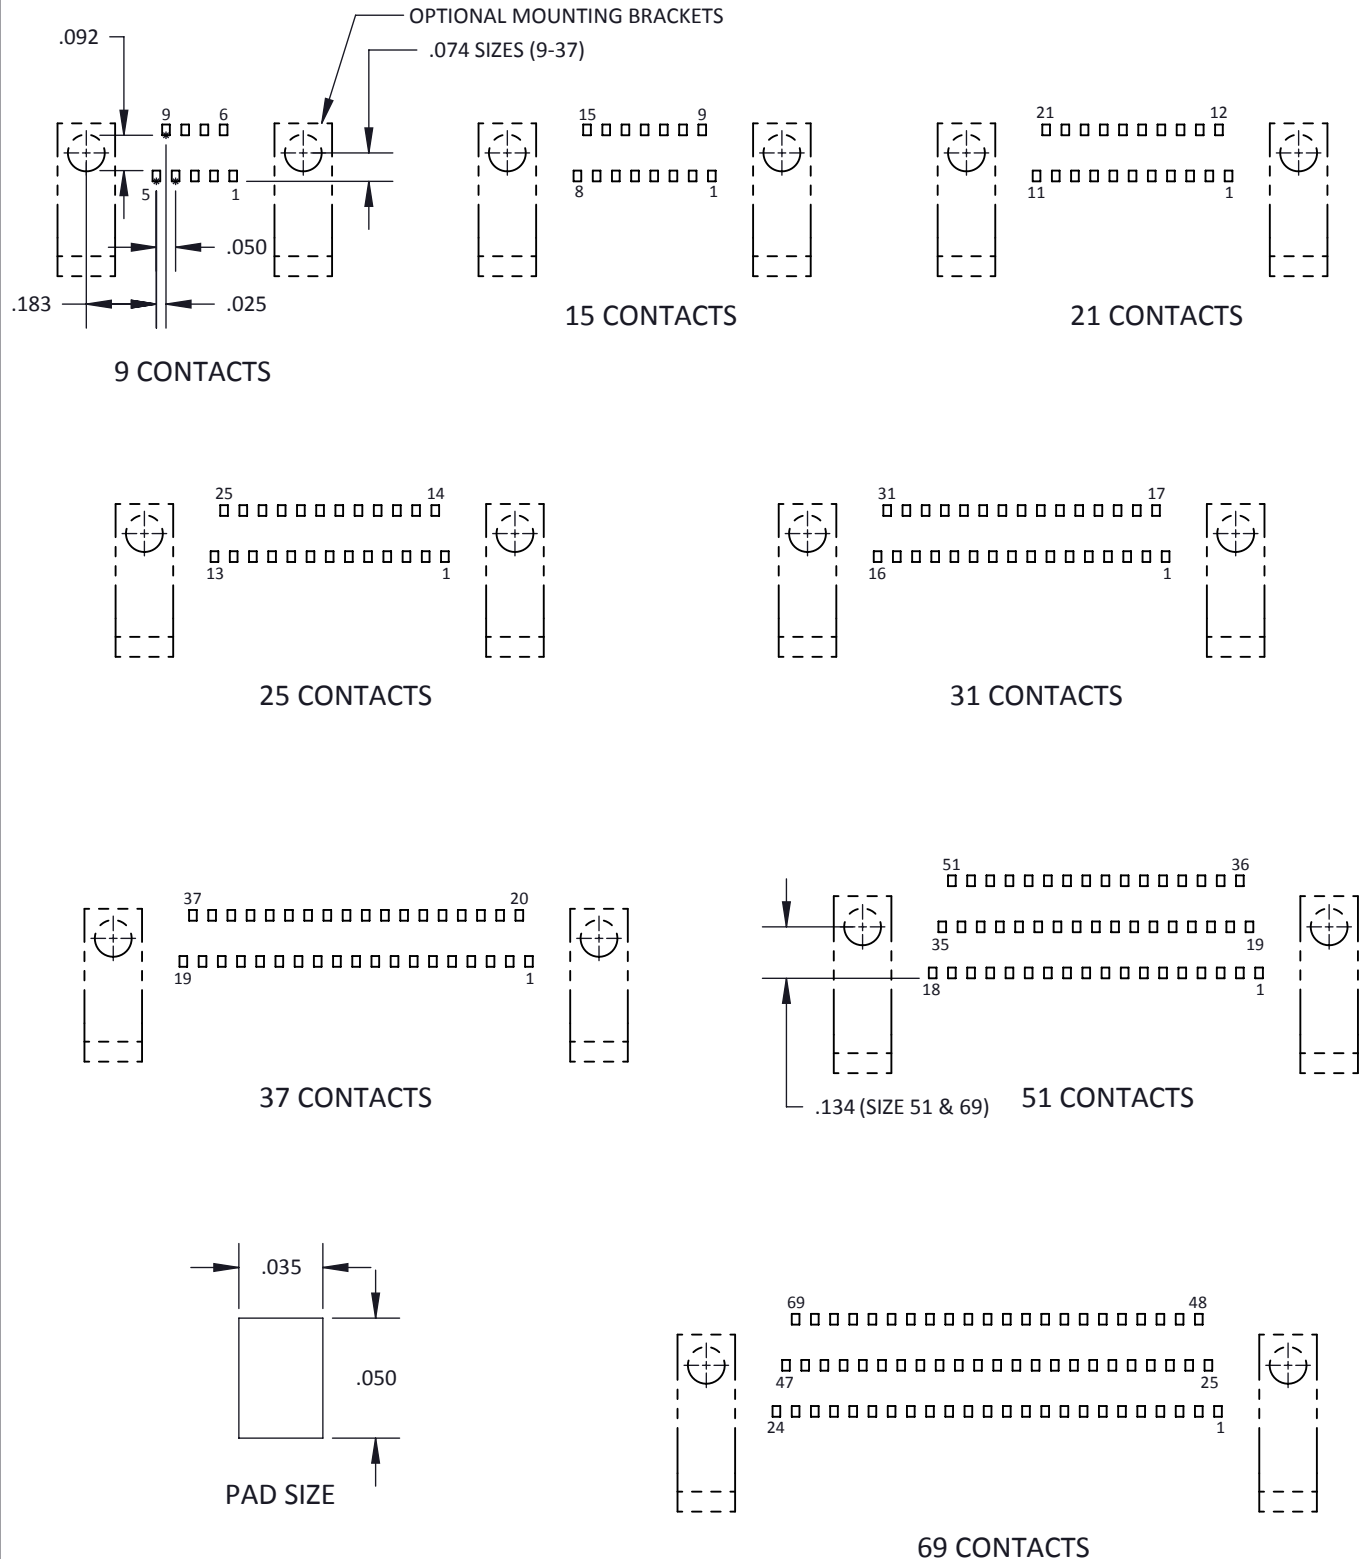 OPTIONAL MOUNTING BRACKETS
.092
.074 SIZES (9-37)
9 6
5 1
.050
.183
.025
9 CONTACTS
15 9
8 1
15 CONTACTS
21 12
11 1
21 CONTACTS
25 14
13 1
25 CONTACTS
31 17
16 1
31 CONTACTS
37 20
19 1
37 CONTACTS
51 36
35 19
18 1
.134 (SIZE 51 & 69)
51 CONTACTS
.035
.050
PAD SIZE
69 48
47 25
24 1
69 CONTACTS